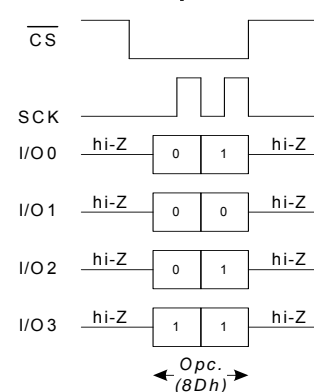 CS
SCK
I/O0 hi-Z 0 1 hi-Z
I/O1 hi-Z 0 0 hi-Z
I/O2 hi-Z 0 1 hi-Z
I/O3 hi-Z 1 1 hi-Z
Opc.
(8Dh)